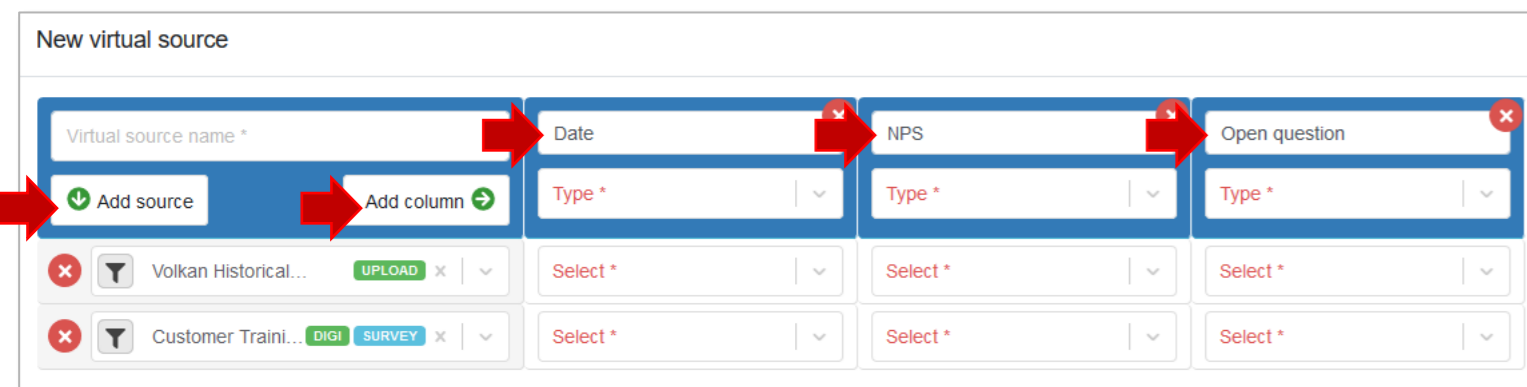 New virtual source
Virtual source name *
Date
NPS
Open question
Add source
Add column
Type *
Type *
Type *
Volkan Historical... UPLOAD
Select *
Select *
Select *
Customer Traini... DIGI SURVEY
Select *
Select *
Select *